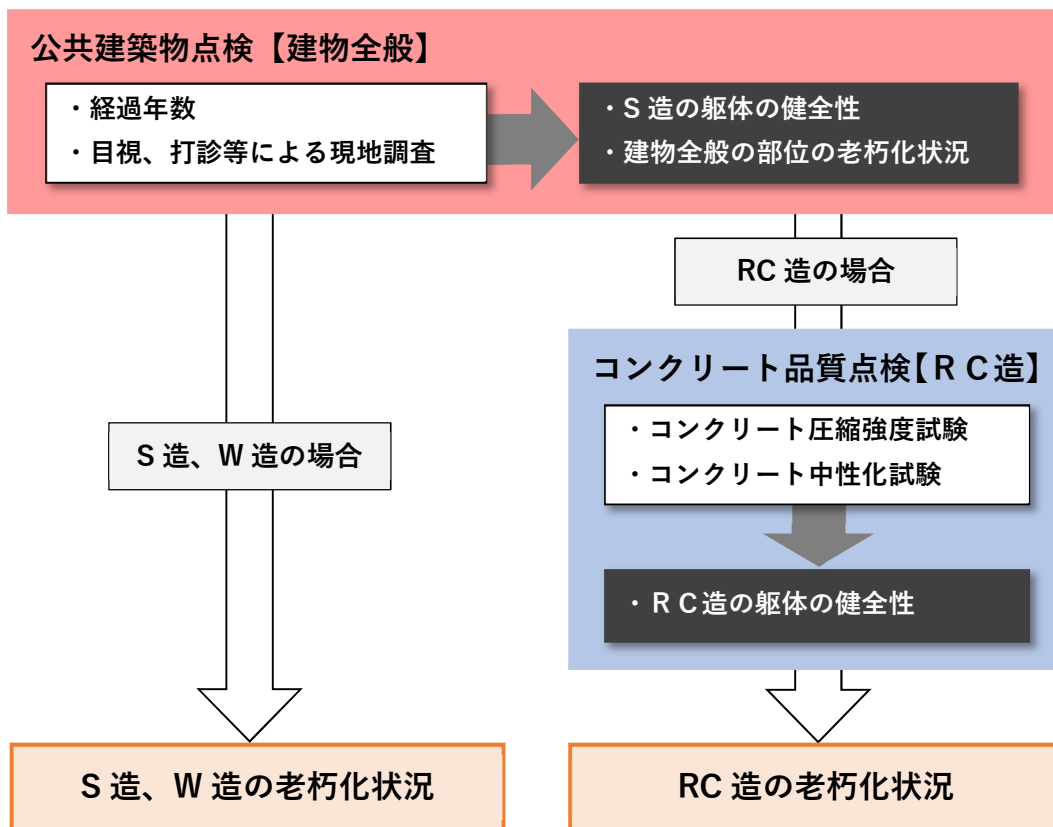 公共建築物点検【建物全般】
・経過年数
・目視、打診等による現地調査
・S 造の躯体の健全性
・建物全般の部位の老朽化状況
RC 造の場合
コンクリート品質点検【ＲＣ造】
・コンクリート圧縮強度試験
・コンクリート中性化試験
S 造、W 造の場合
・ＲＣ造の躯体の健全性
S 造、W 造の老朽化状況
RC 造の老朽化状況